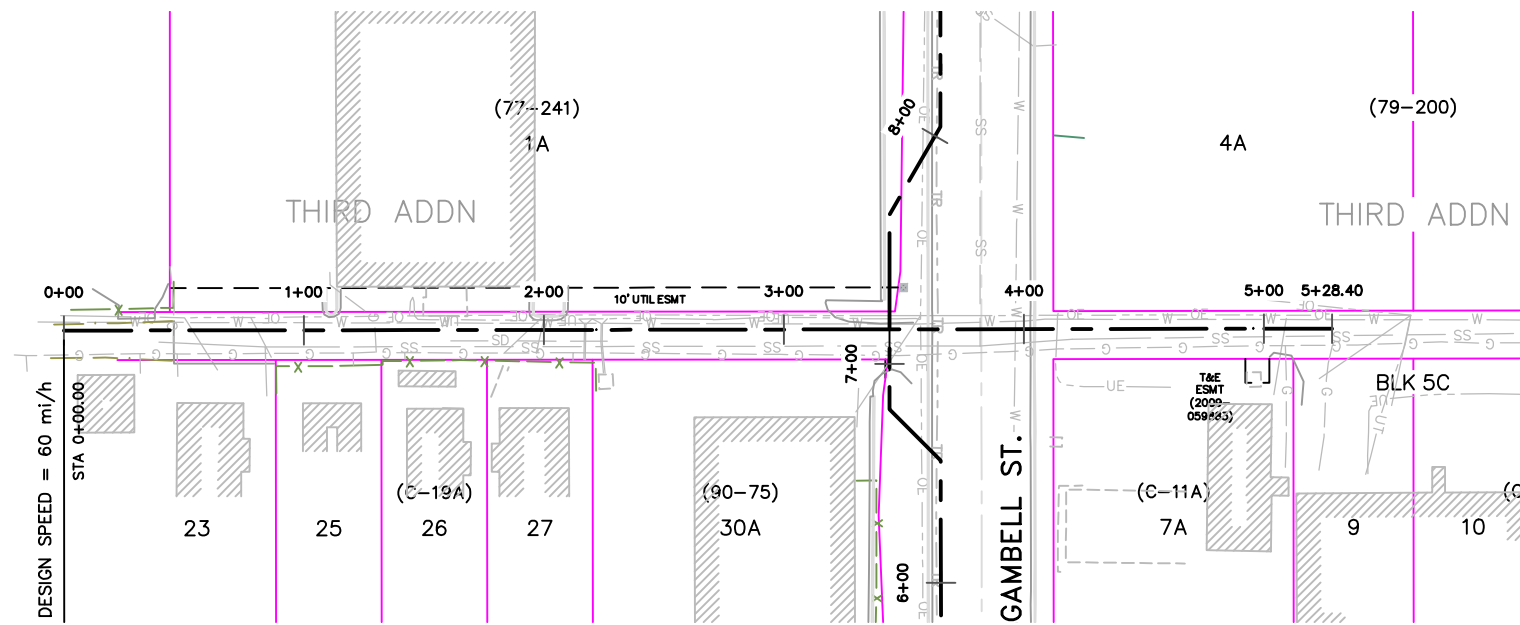 (77-241)
1A
(79-200)
4A
8+00
THIRD ADDN
THIRD ADDN
0+00
1+00
2+00
3+00
4+00
5+00
5+28.40
10' UTIL ESMT
7+00
T&E
ESMT
(2009-
BLK 5C
UE
DESIGN SPEED = 60 mi/h
STA 0+00.00
(C-19A)
(90-75)
(C-11A)
23
25
26
27
30A
7A
9
10
6+00
GAMBELL ST.